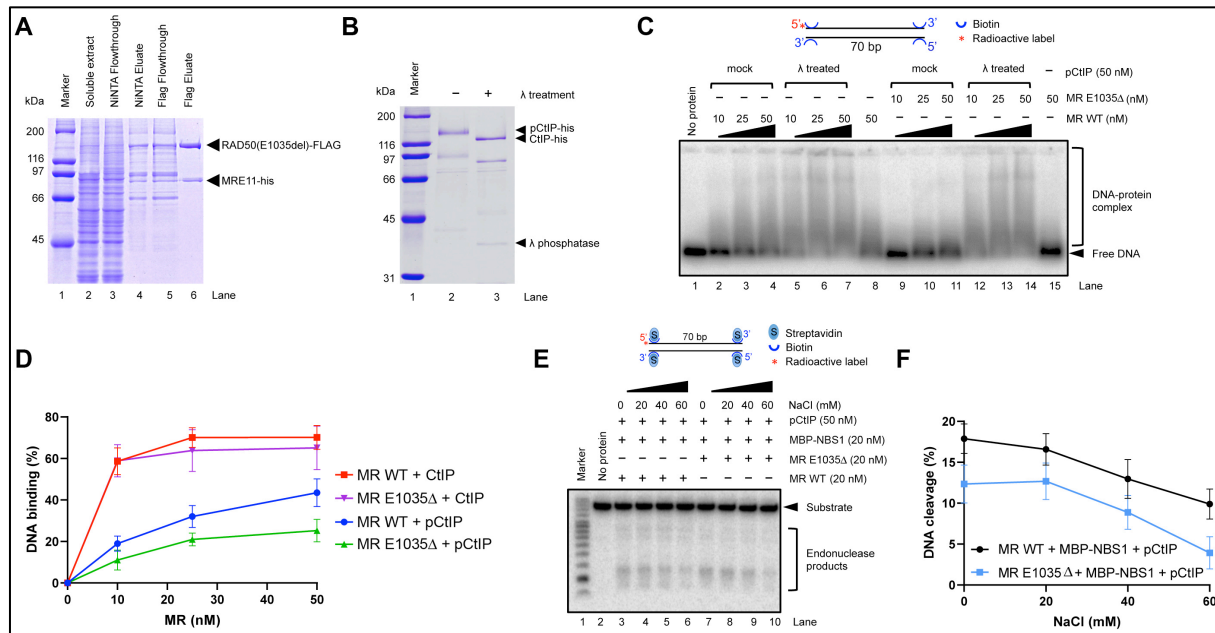 A
Marker
Soluble extract
NiNTA Flowthrough
NiNTA Eluate
Flag Flowthrough
Flag Eluate
kDa
200
116
97
66
45
RAD50(E1035del)-FLAG
MRE11-his
1 2 3 4 5 6 Lane
B
Marker
− + λ treatment
kDa
200
116
97
66
45
31
pCtIP-his
CtIP-his
λ phosphatase
1 2 3 Lane
C
5' * 3'
3' 5'
70 bp
Biotin
* Radioactive label
mock λ treated mock λ treated − pCtIP (50 nM)
− − − − − − − 10 25 50 10 25 50 50 MR E1035Δ (nM)
10 25 50 10 25 50 50 − − − − − − − MR WT (nM)
No protein
DNA-protein
complex
Free DNA
1 2 3 4 5 6 7 8 9 10 11 12 13 14 15 Lane
D
DNA binding (%)
80
60
40
20
0
0 10 20 30 40 50
MR (nM)
MR WT + CtIP
MR E1035Δ + CtIP
MR WT + pCtIP
MR E1035Δ + pCtIP
E
5' * S 70 bp S 3'
3' S S 5'
S Streptavidin
Biotin
* Radioactive label
0 20 40 60 0 20 40 60 NaCl (mM)
+ + + + + + + + pCtIP (50 nM)
+ + + + + + + + MBP-NBS1 (20 nM)
− − − − + + + + MR E1035Δ (20 nM)
+ + + + − − − − MR WT (20 nM)
Marker
No protein
Substrate
Endonuclease
products
1 2 3 4 5 6 7 8 9 10 Lane
F
DNA cleavage (%)
20
15
10
5
0
0 20 40 60
NaCl (mM)
MR WT + MBP-NBS1 + pCtIP
MR E1035Δ + MBP-NBS1 + pCtIP